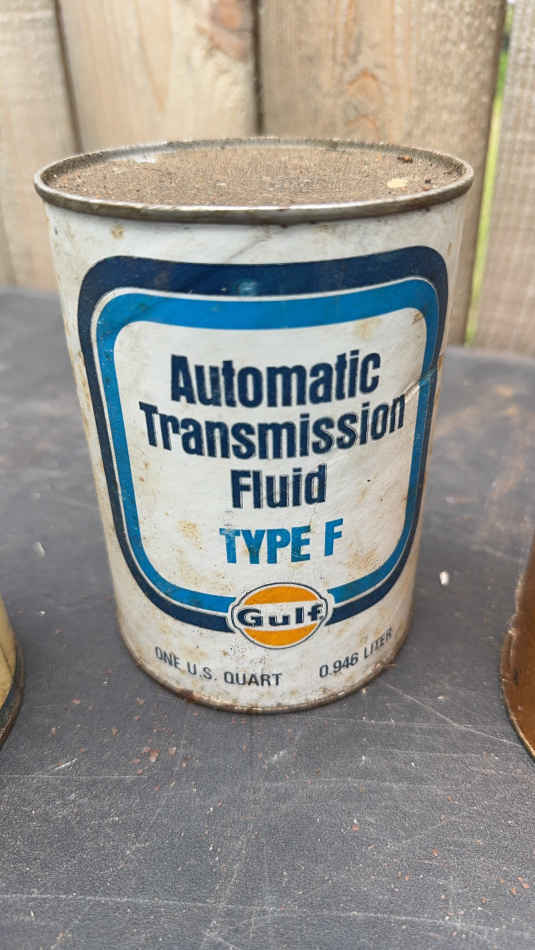 Automatic
Transmission
Fluid
TYPE F
Gulf
ONE U.S. QUART 0.946 LITER